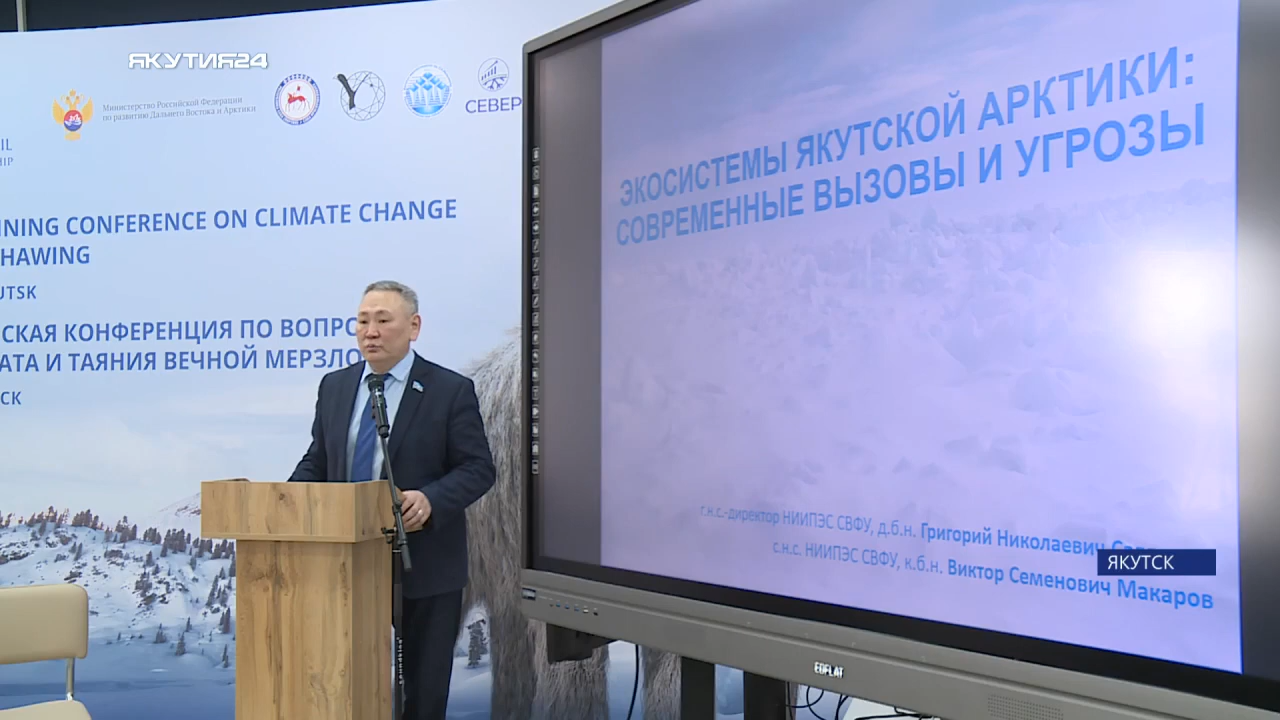 ЯКУТИЯ24
Министерство Российской Федерации
по развитию Дальнего Востока и Арктики
СЕВЕР
IL
HIP
NING CONFERENCE ON CLIMATE CHANGE
HAWING
UTSK
СКАЯ КОНФЕРЕНЦИЯ ПО ВОПРО
АТА И ТАЯНИЯ ВЕЧНОЙ МЕРЗЛО
СК
ЭКОСИСТЕМЫ ЯКУТСКОЙ АРКТИКИ:
СОВРЕМЕННЫЕ ВЫЗОВЫ И УГРОЗЫ
г.н.с.-директор НИИПЭС СВФУ, д.б.н. Григорий Николаевич
с.н.с. НИИПЭС СВФУ, к.б.н. Виктор Семенович Макаров
ЯКУТСК
EDFLAT